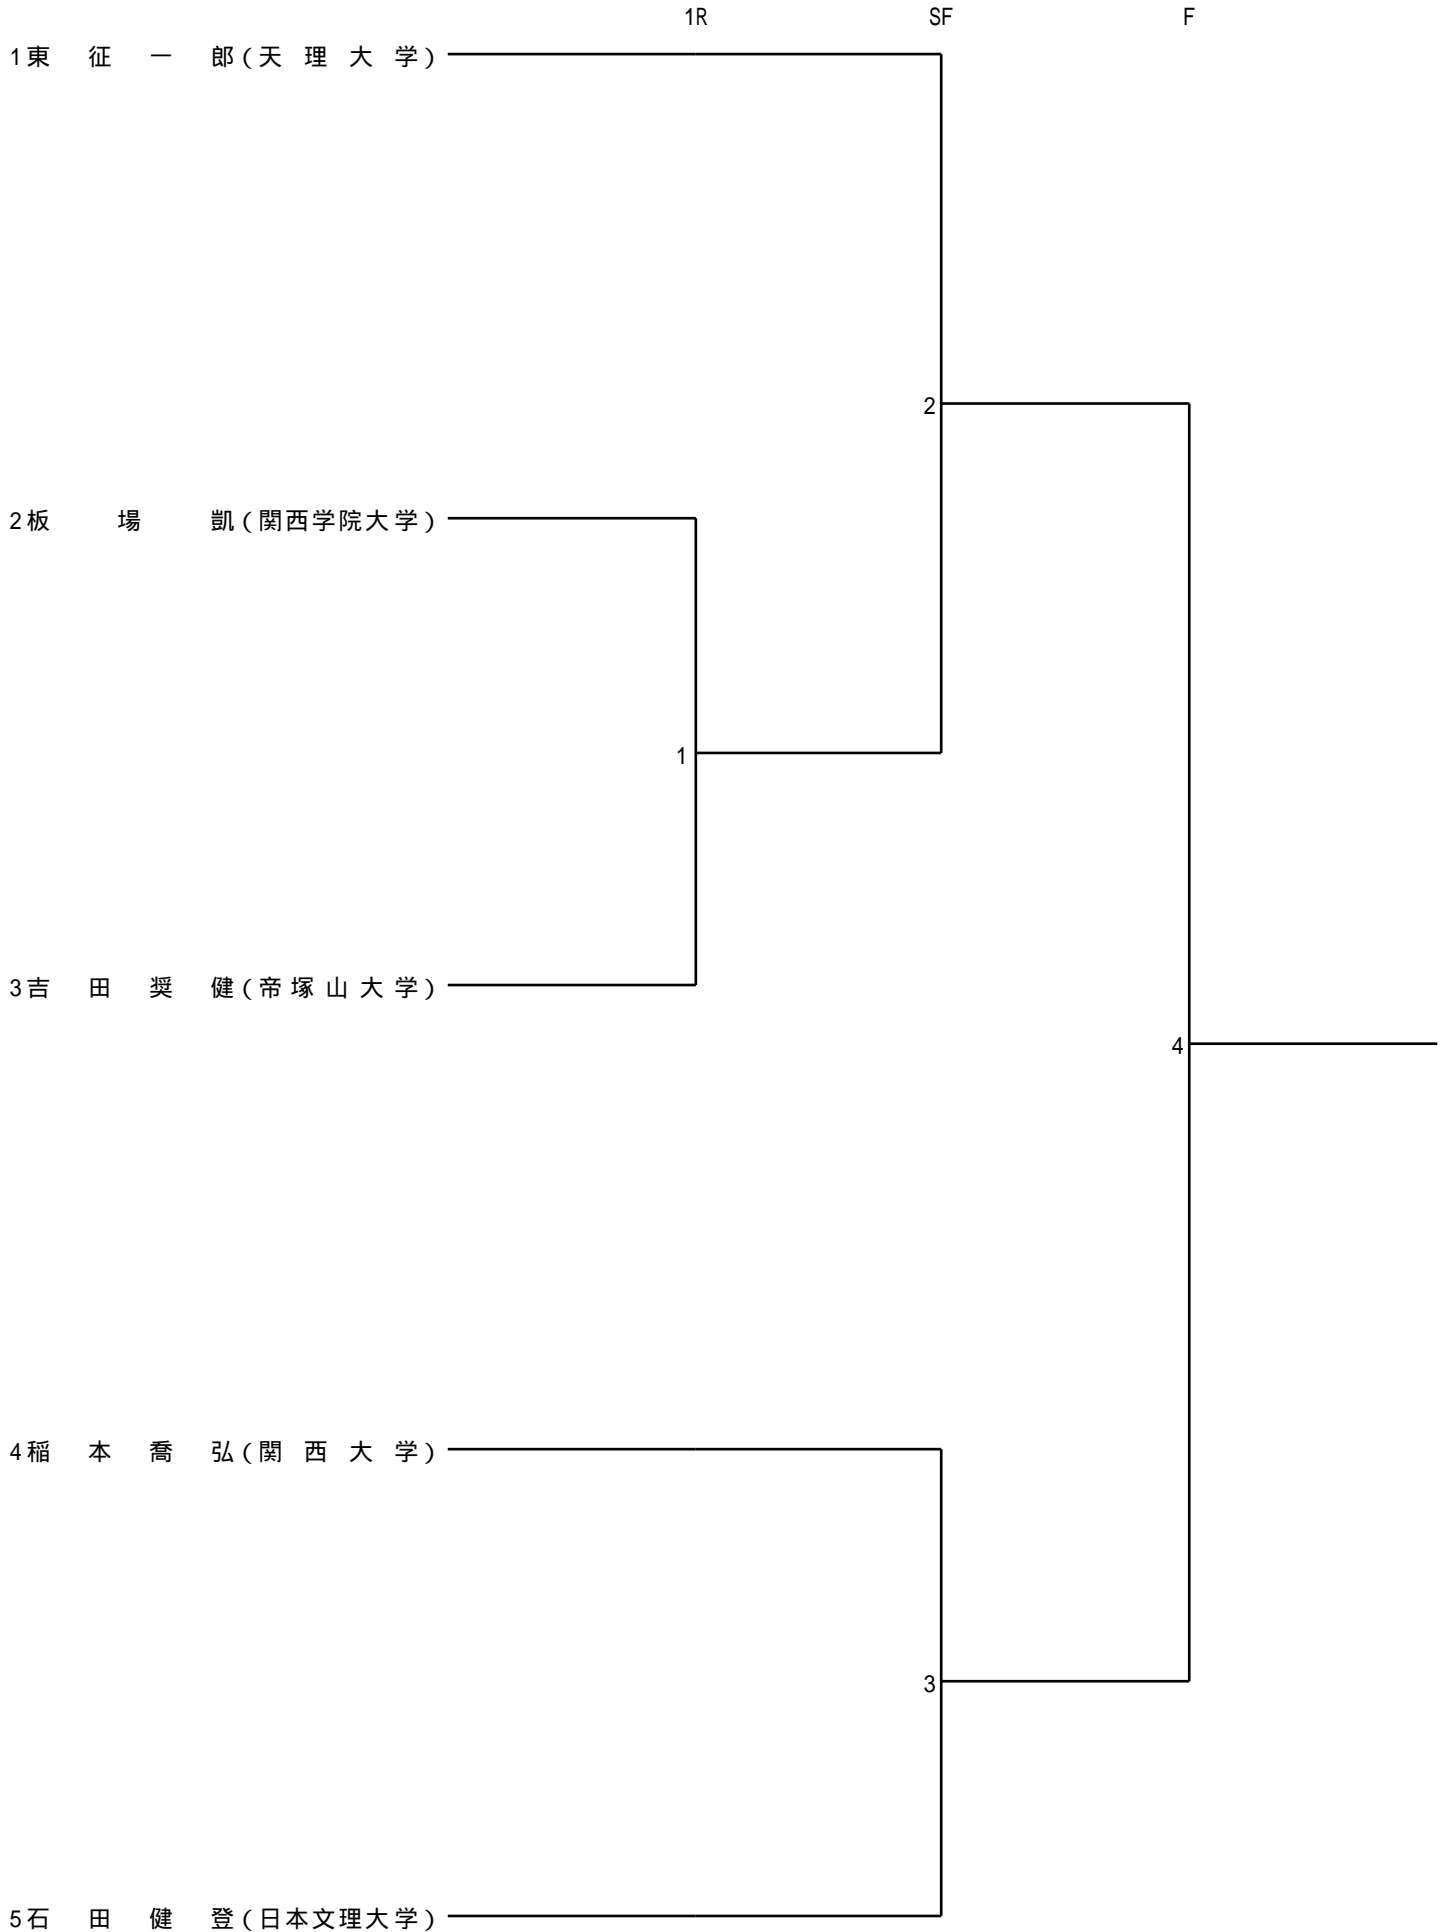 1R SF F
1 東 征 一 郎 (天 理 大 学)
2
2 板 場 凱 (関西学院大学)
1
3 吉 田 奨 健 (帝 塚 山 大 学)
4
4 稲 本 喬 弘 (関 西 大 学)
3
5 石 田 健 登 (日本文理大学)